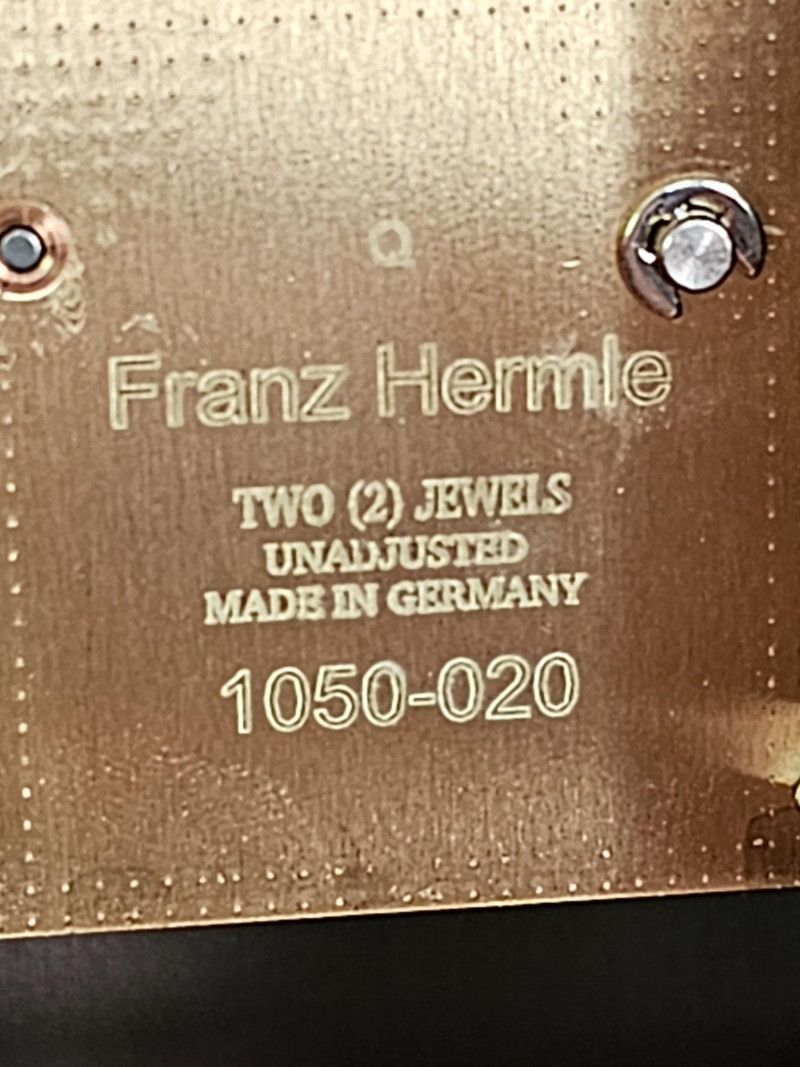 Q
Franz Hermle
TWO (2) JEWELS
UNADJUSTED
MADE IN GERMANY
1050-020